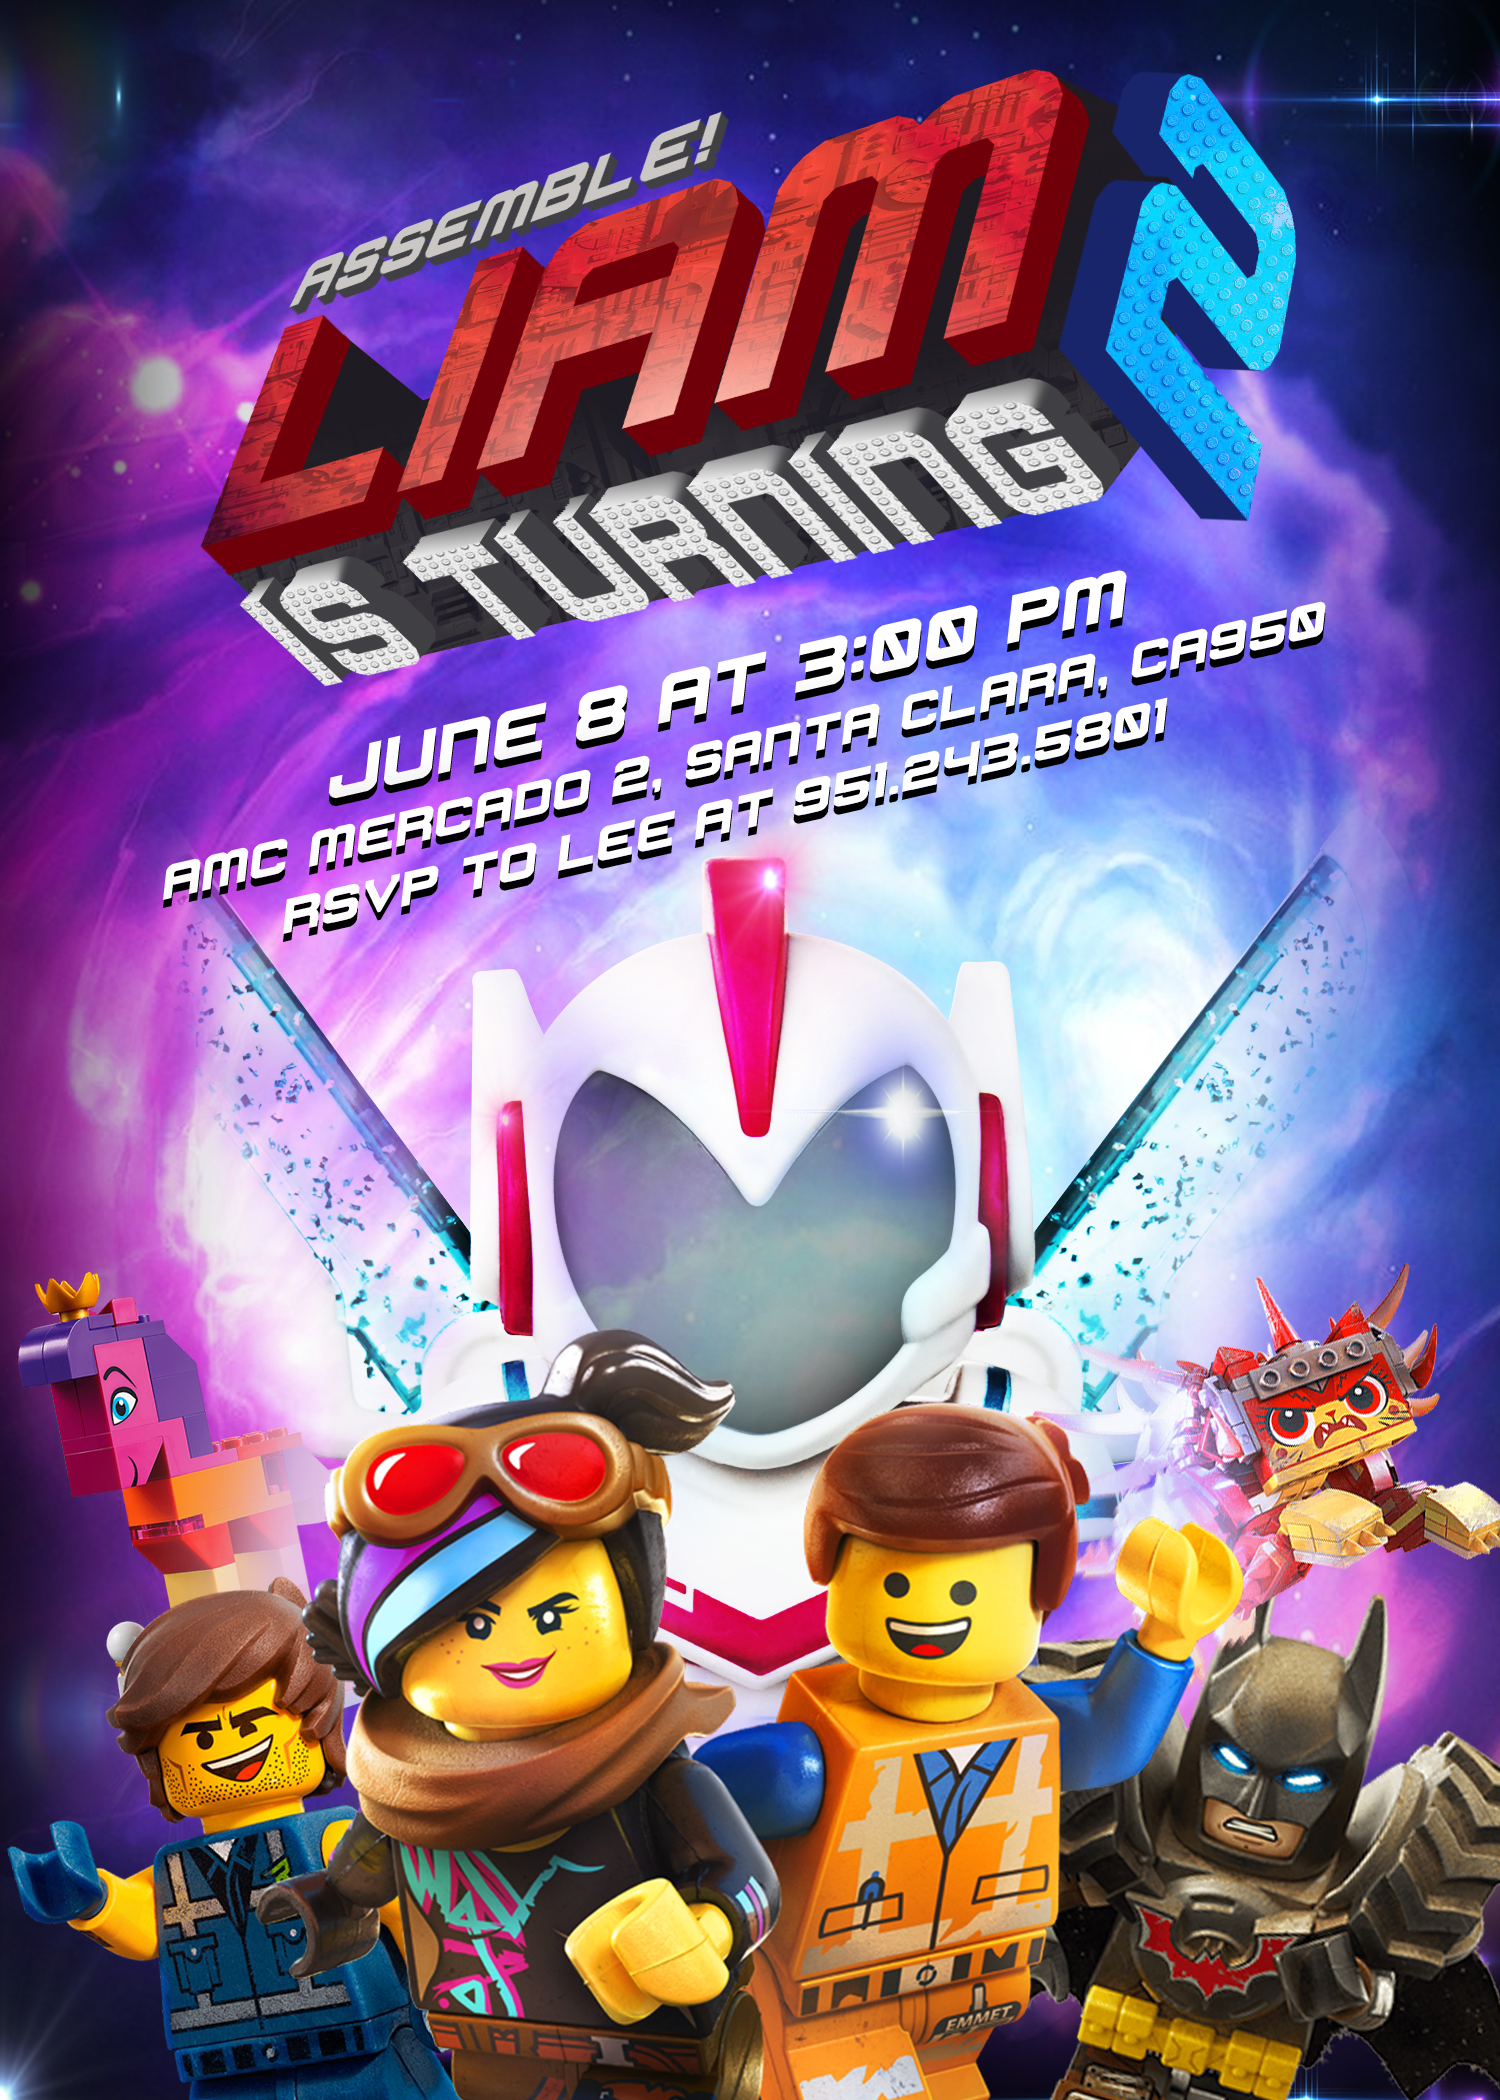 ASSEMBLE!
LIAM
IS TURNING 2
JUNE 8 AT 3:00 PM
AMC MERCADO 2, SANTA CLARA, CA950
RSVP TO LEE AT 951.243.5801
EMMET